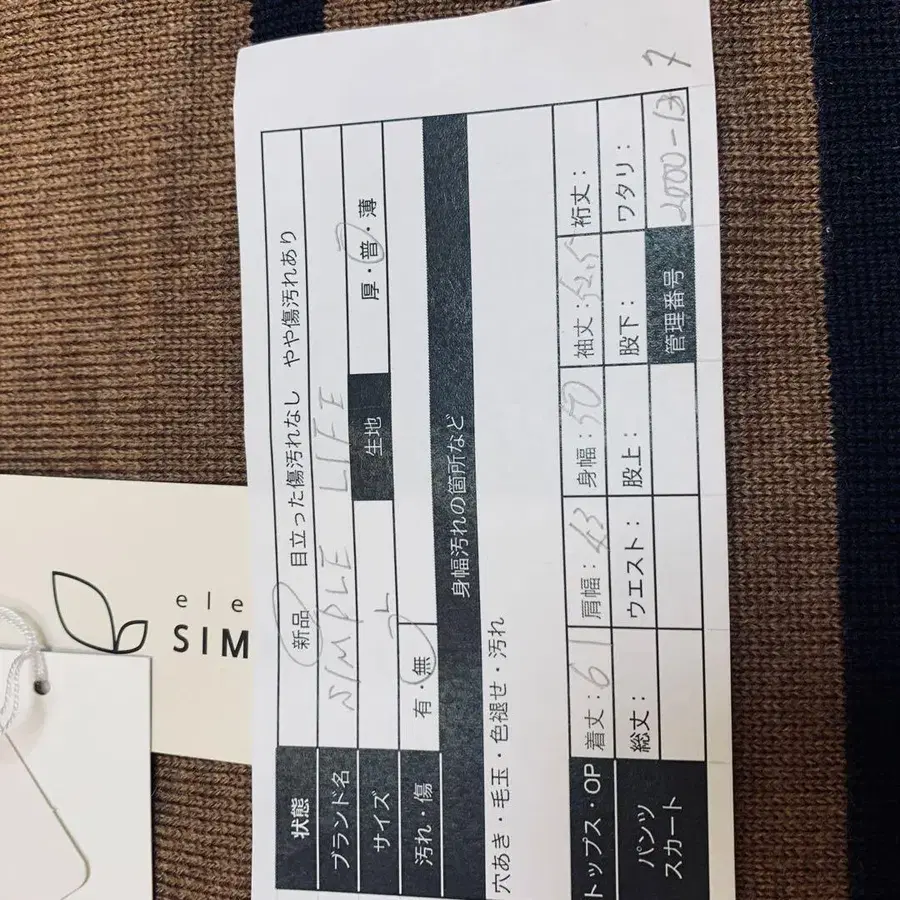 状態 新品 目立った傷汚れなし やや傷汚れあり
ブランド名 SIMPLE LIFE
サイズ L 生地 厚・普・薄
汚れ・傷 有・無
身幅汚れの箇所など
穴あき・毛玉・色褪せ・汚れ
トップス・OP 着丈：61 肩幅：43 身幅：50 袖丈：52.5 裄丈：
パンツ スカート 総丈： ウエスト： 股上： 股下： ワタリ：
管理番号 2000-13
7
ele
SIM